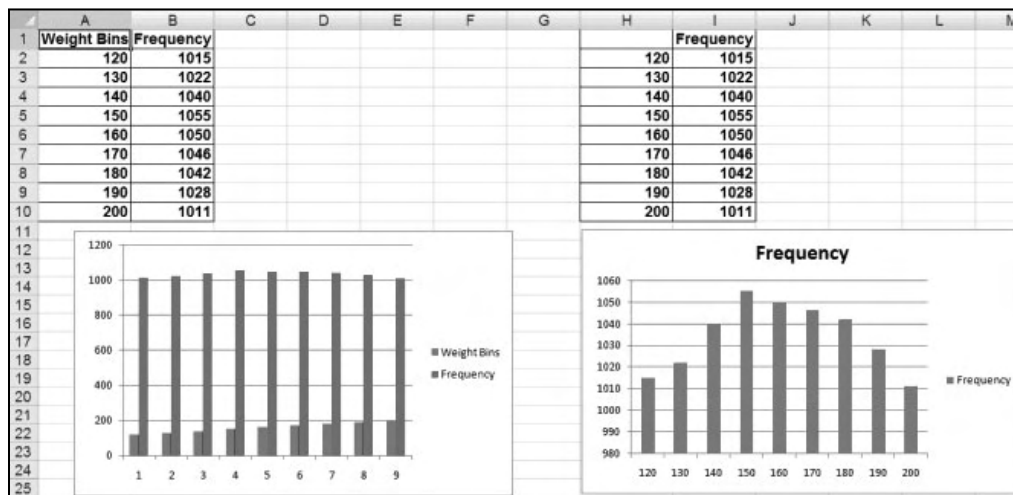 A B C D E F G H I J K L M
1 Weight Bins Frequency Frequency
2 120 1015 120 1015
3 130 1022 130 1022
4 140 1040 140 1040
5 150 1055 150 1055
6 160 1050 160 1050
7 170 1046 170 1046
8 180 1042 180 1042
9 190 1028 190 1028
10 200 1011 200 1011
11
12
13
14
15
16
17
18
19
20
21
22
23
24
25
1200
1000
800
600
400
200
0
1 2 3 4 5 6 7 8 9
Weight Bins
Frequency
Frequency
1060
1050
1040
1030
1020
1010
1000
990
980
120 130 140 150 160 170 180 190 200
Frequency